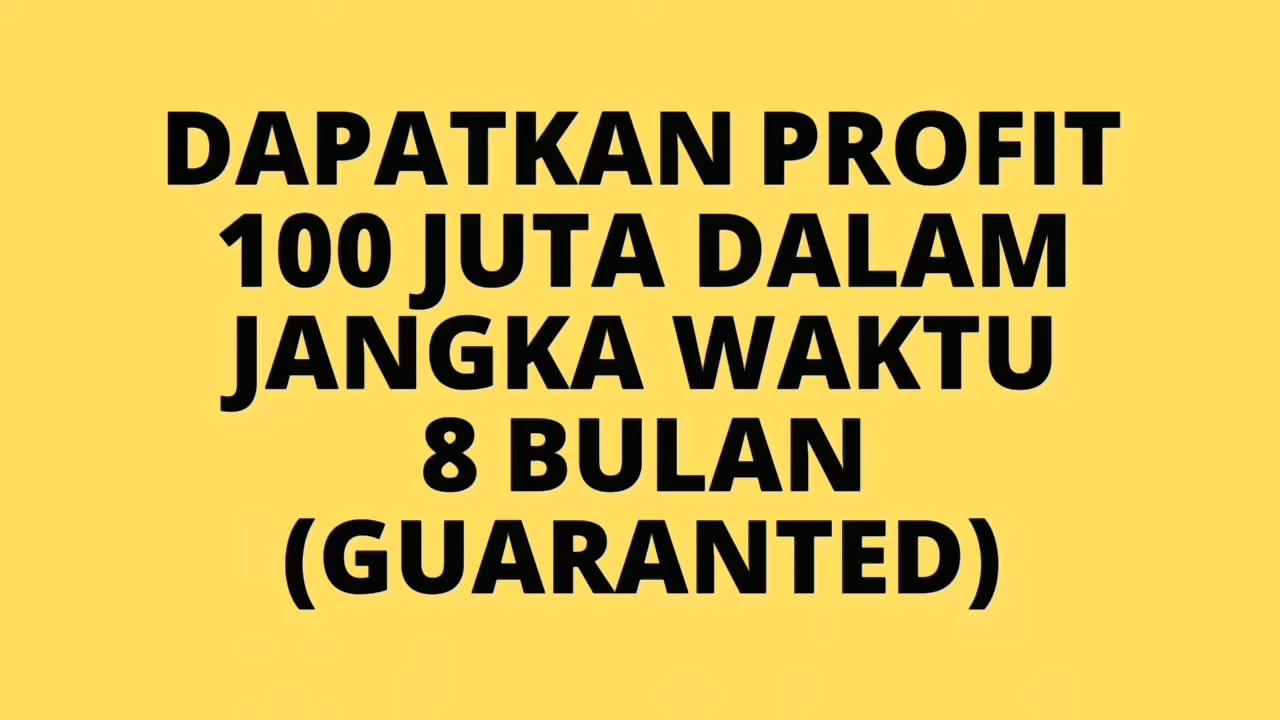 DAPATKAN PROFIT
100 JUTA DALAM
JANGKA WAKTU
8 BULAN
(GUARANTED)